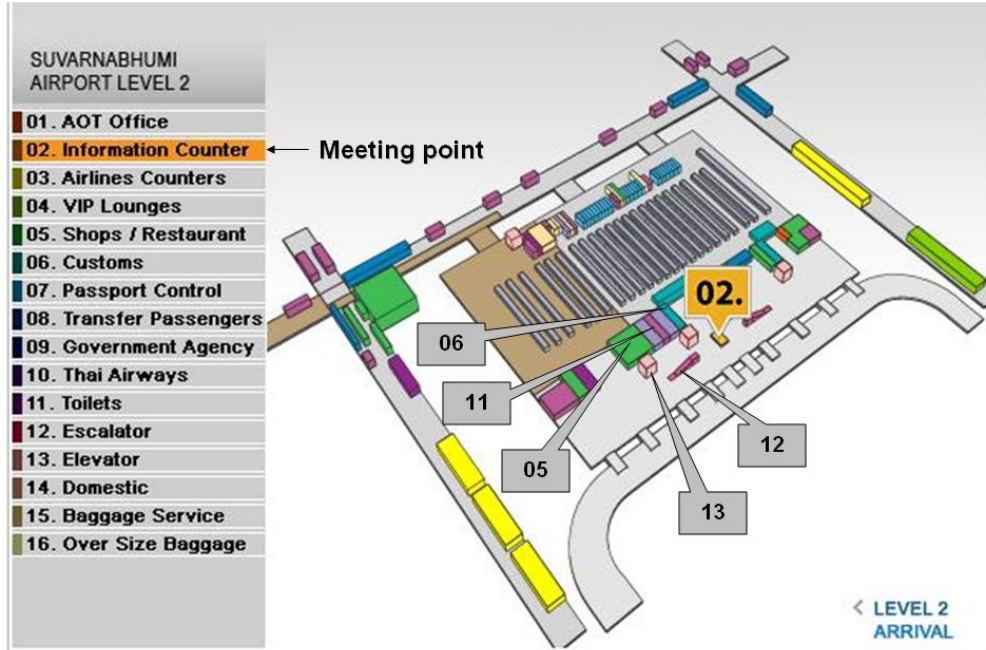 SUVARNABHUMI
AIRPORT LEVEL 2
01. AOT Office
02. Information Counter
Meeting point
03. Airlines Counters
04. VIP Lounges
05. Shops / Restaurant
06. Customs
07. Passport Control
08. Transfer Passengers
09. Government Agency
10. Thai Airways
11. Toilets
12. Escalator
13. Elevator
14. Domestic
15. Baggage Service
16. Over Size Baggage
02.
06
11
05
12
13
< LEVEL 2
ARRIVAL